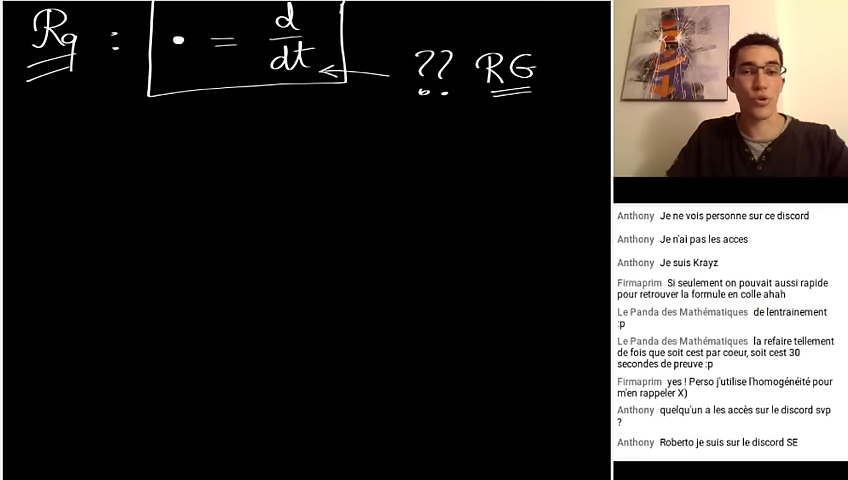 Rq : • = d/dt ?? RG
Anthony Je ne vois personne sur ce discord
Anthony Je n'ai pas les acces
Anthony Je suis Krayz
Firmaprim Si seulement on pouvait aussi rapide
pour retrouver la formule en colle ahah
Le Panda des Mathématiques de lentrainement
:p
Le Panda des Mathématiques la refaire tellement
de fois que soit cest par coeur, soit cest 30
secondes de preuve :p
Firmaprim yes ! Perso j'utilise l'homogénéité pour
m'en rappeler X)
Anthony quelqu'un a les accès sur le discord svp
?
Anthony Roberto je suis sur le discord SE